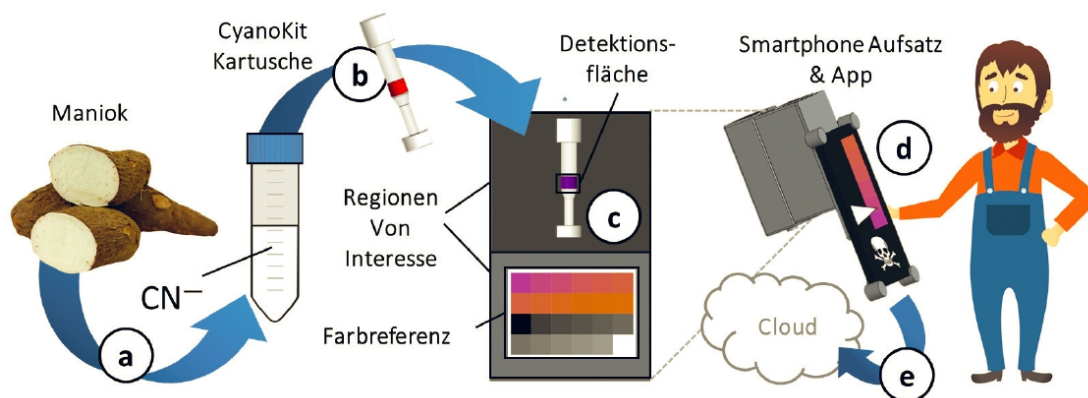 Maniok
CyanoKit
Kartusche
Detektions-
fläche
Smartphone Aufsatz
& App
a
b
c
d
e
CN⁻
Regionen
Von
Interesse
Farbreferenz
Cloud